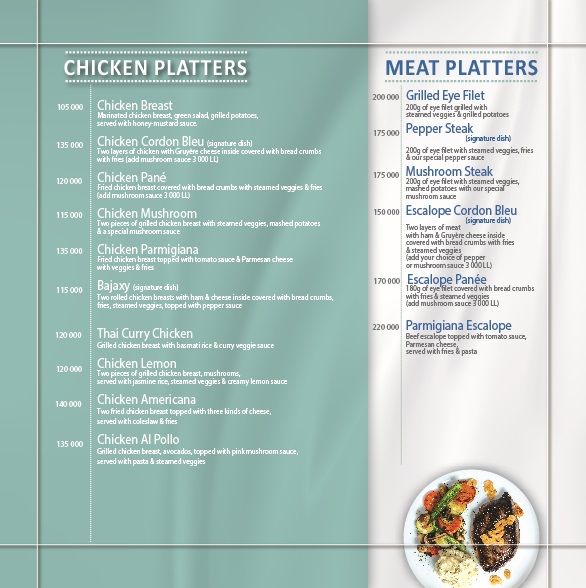 CHICKEN PLATTERS
105 000 Chicken Breast
Marinated chicken breast, green salad, grilled potatoes,
served with honey-mustard sauce.
135 000 Chicken Cordon Bleu (signature dish)
Two layers of chicken with Gruyère cheese inside covered with bread crumbs
with fries (add mushroom sauce 3 000 LL)
120 000 Chicken Pané
Fried chicken breast covered with bread crumbs with steamed veggies & fries
(add mushroom sauce 3 000 LL)
115 000 Chicken Mushroom
Two pieces of grilled chicken breast with steamed veggies, mashed potatoes
& a special mushroom sauce
135 000 Chicken Parmigiana
Fried chicken breast topped with tomato sauce & Parmesan cheese
with veggies & fries
115 000 Bajaxy (signature dish)
Two rolled chicken breasts with ham & cheese inside covered with bread crumbs,
fries, steamed veggies, topped with pepper sauce
120 000 Thai Curry Chicken
Grilled chicken breast with basmati rice & curry veggie sauce
120 000 Chicken Lemon
Two pieces of grilled chicken breast, mushrooms,
served with jasmine rice, steamed veggies & creamy lemon sauce
140 000 Chicken Americana
Two fried chicken breast topped with three kinds of cheese,
served with coleslaw & fries
135 000 Chicken Al Pollo
Grilled chicken breast, avocados, topped with pink mushroom sauce,
served with pasta & steamed veggies
MEAT PLATTERS
200 000 Grilled Eye Filet
200g of eye filet grilled with
steamed veggies & grilled potatoes
175 000 Pepper Steak
(signature dish)
200g of eye filet with steamed veggies, fries
& our special pepper sauce
175 000 Mushroom Steak
200g of eye filet with steamed veggies,
mashed potatoes with our special
mushroom sauce
150 000 Escalope Cordon Bleu
(signature dish)
Two layers of meat
with ham & Gruyère cheese inside
covered with bread crumbs with fries
& steamed veggies
(add your choice of pepper
or mushroom sauce 3 000 LL)
170 000 Escalope Panée
180g of eye filet covered with bread crumbs
with fries & steamed veggies
(add mushroom sauce 3 000 LL)
220 000 Parmigiana Escalope
Beef escalope topped with tomato sauce,
Parmesan cheese,
served with fries & pasta